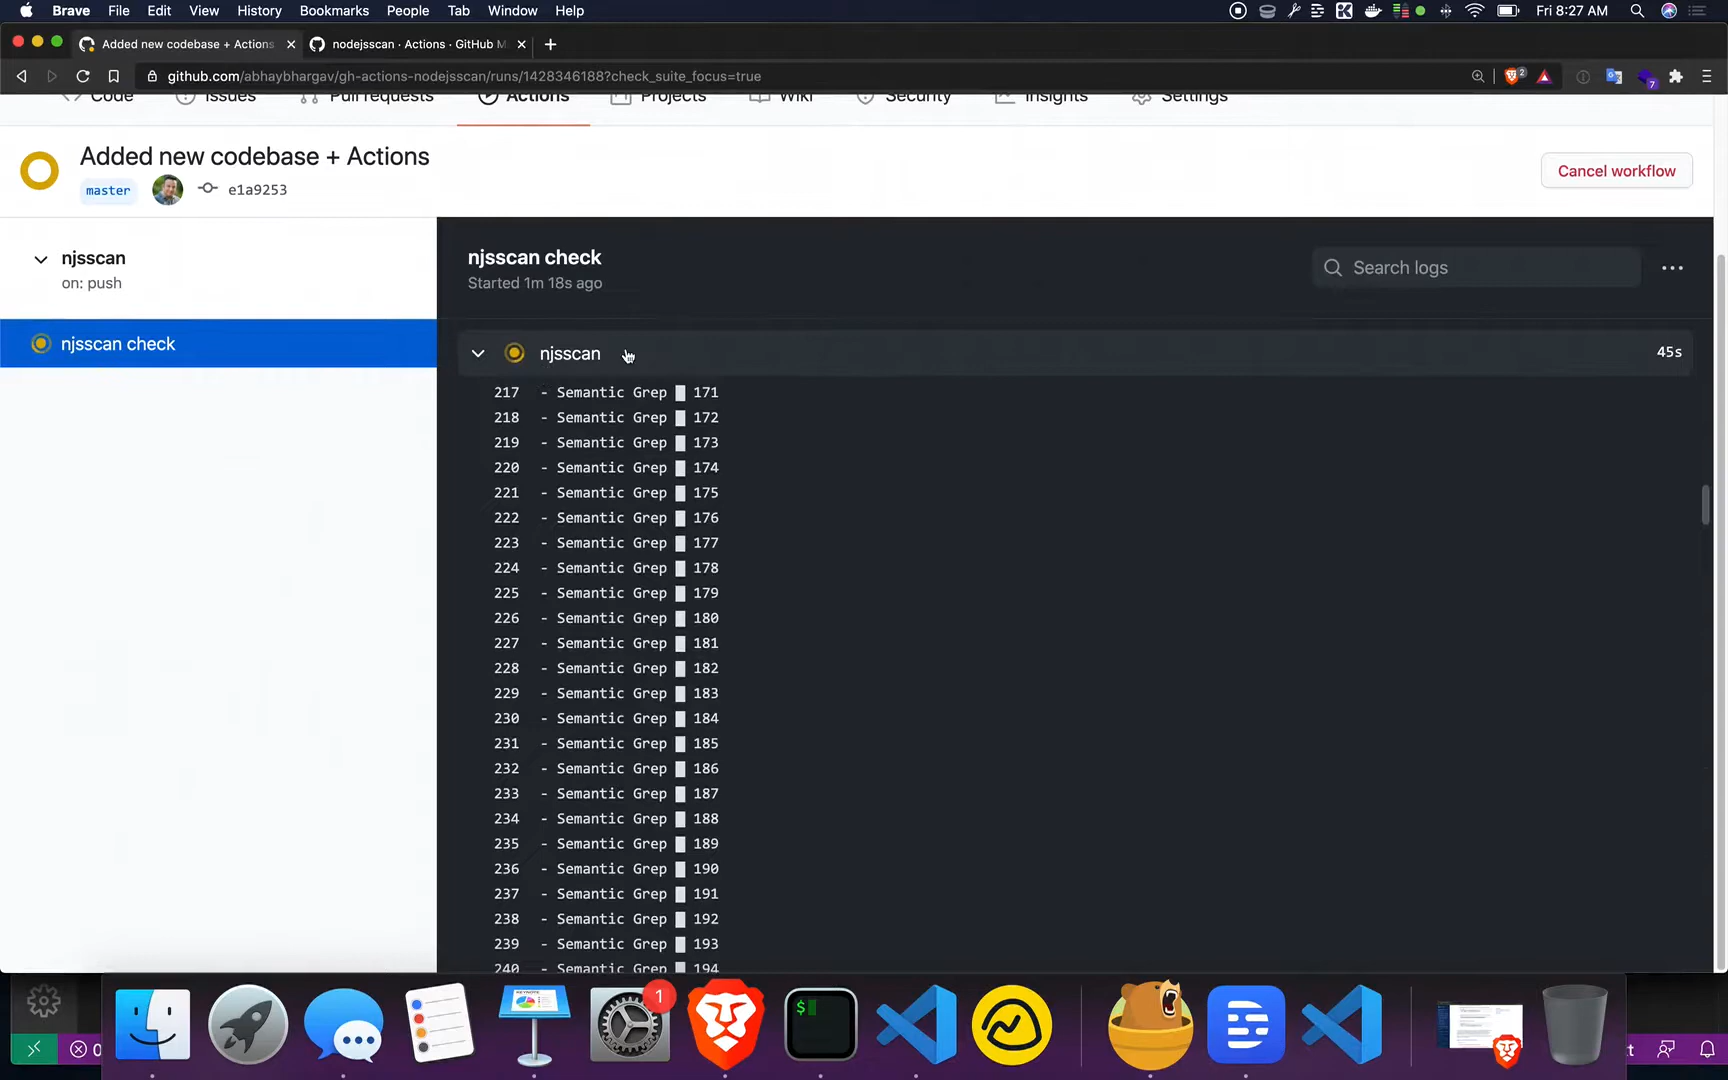 Brave File Edit View History Bookmarks People Tab Window Help Fri 8:27 AM
Added new codebase + Actions nodejsscan · Actions · GitHub M
github.com/abhaybhargav/gh-actions-nodejsscan/runs/1428346188?check_suite_focus=true 2 7
Code Issues Pull requests Actions Projects Wiki Security Insights Settings
Added new codebase + Actions
master e1a9253
Cancel workflow
njsscan
on: push
njsscan check
njsscan check
Started 1m 18s ago
Search logs
njsscan 45s
217 - Semantic Grep █ 171
218 - Semantic Grep █ 172
219 - Semantic Grep █ 173
220 - Semantic Grep █ 174
221 - Semantic Grep █ 175
222 - Semantic Grep █ 176
223 - Semantic Grep █ 177
224 - Semantic Grep █ 178
225 - Semantic Grep █ 179
226 - Semantic Grep █ 180
227 - Semantic Grep █ 181
228 - Semantic Grep █ 182
229 - Semantic Grep █ 183
230 - Semantic Grep █ 184
231 - Semantic Grep █ 185
232 - Semantic Grep █ 186
233 - Semantic Grep █ 187
234 - Semantic Grep █ 188
235 - Semantic Grep █ 189
236 - Semantic Grep █ 190
237 - Semantic Grep █ 191
238 - Semantic Grep █ 192
239 - Semantic Grep █ 193
240 - Semantic Grep █ 194
KEYNOTE
1
$
0
t